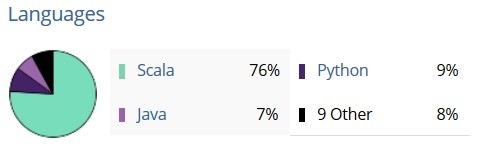 Languages
Scala 76% Python 9%
Java 7% 9 Other 8%